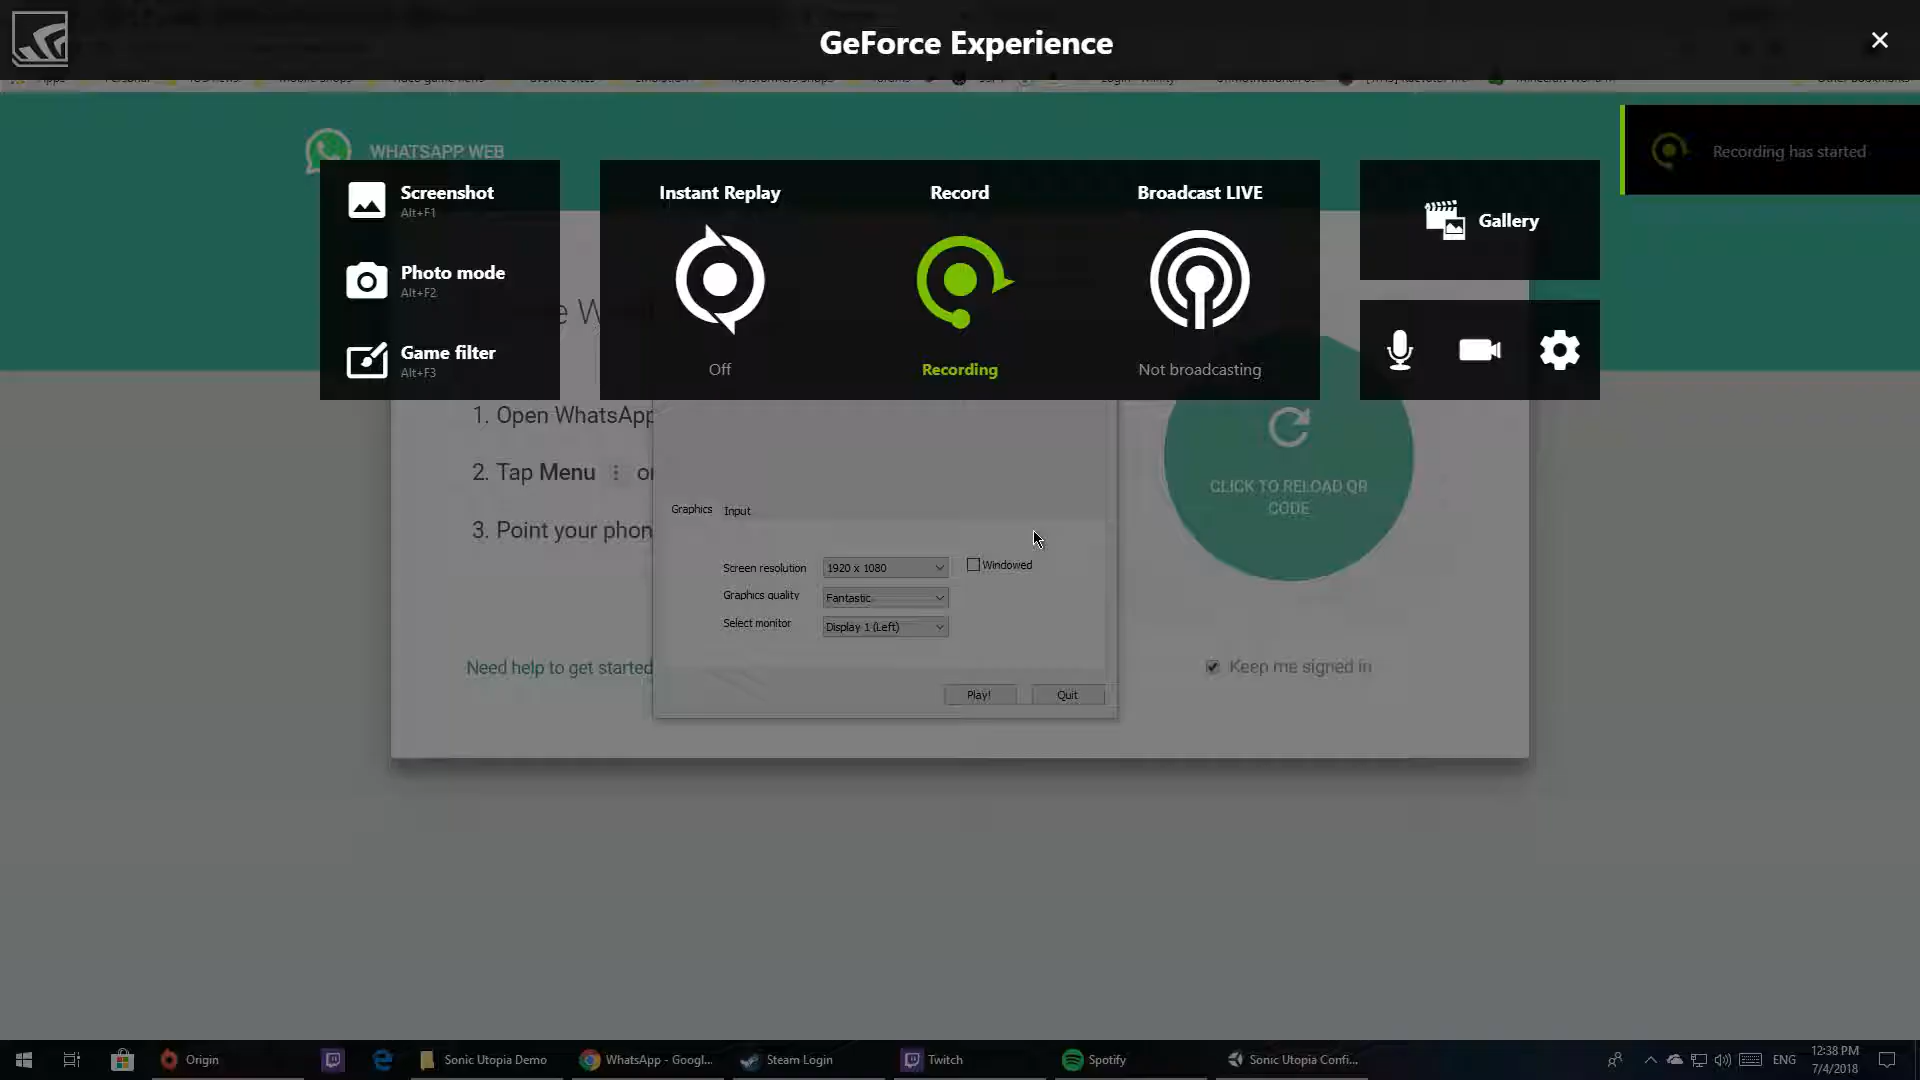 GeForce Experience
WHATSAPP WEB
Recording has started
Screenshot
Alt+F1
Photo mode
Alt+F2
Game filter
Alt+F3
Instant Replay
Off
Record
Recording
Broadcast LIVE
Not broadcasting
Gallery
1. Open WhatsApp
2. Tap Menu
3. Point your phon
Need help to get started
Graphics
Input
Screen resolution
1920 x 1080
Windowed
Graphics quality
Fantastic
Select monitor
Display 1 (Left)
Play!
Quit
CLICK TO RELOAD QR
CODE
Keep me signed in
Origin
Sonic Utopia Demo
WhatsApp - Googl...
Steam Login
Twitch
Spotify
Sonic Utopia Confi...
ENG
12:38 PM
7/4/2018